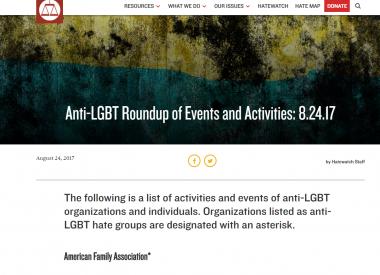 RESOURCES WHAT WE DO OUR ISSUES HATEWATCH HATE MAP DONATE
Anti-LGBT Roundup of Events and Activities: 8.24.17
August 24, 2017
by Hatewatch Staff
The following is a list of activities and events of anti-LGBT
organizations and individuals. Organizations listed as anti-
LGBT hate groups are designated with an asterisk.
American Family Association*